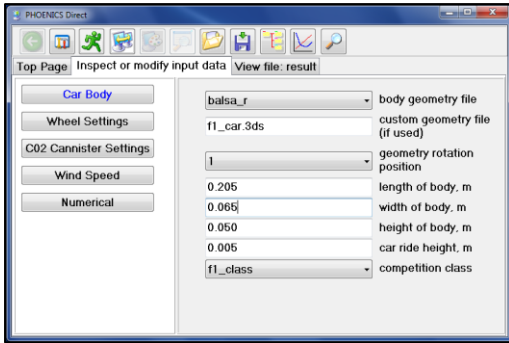 PHOENICS Direct
Top Page Inspect or modify input data View file: result
Car Body
Wheel Settings
C02 Cannister Settings
Wind Speed
Numerical
balsa_r body geometry file
f1_car.3ds custom geometry file
(if used)
1 geometry rotation
position
0.205 length of body, m
0.065 width of body, m
0.050 height of body, m
0.005 car ride height, m
f1_class competition class